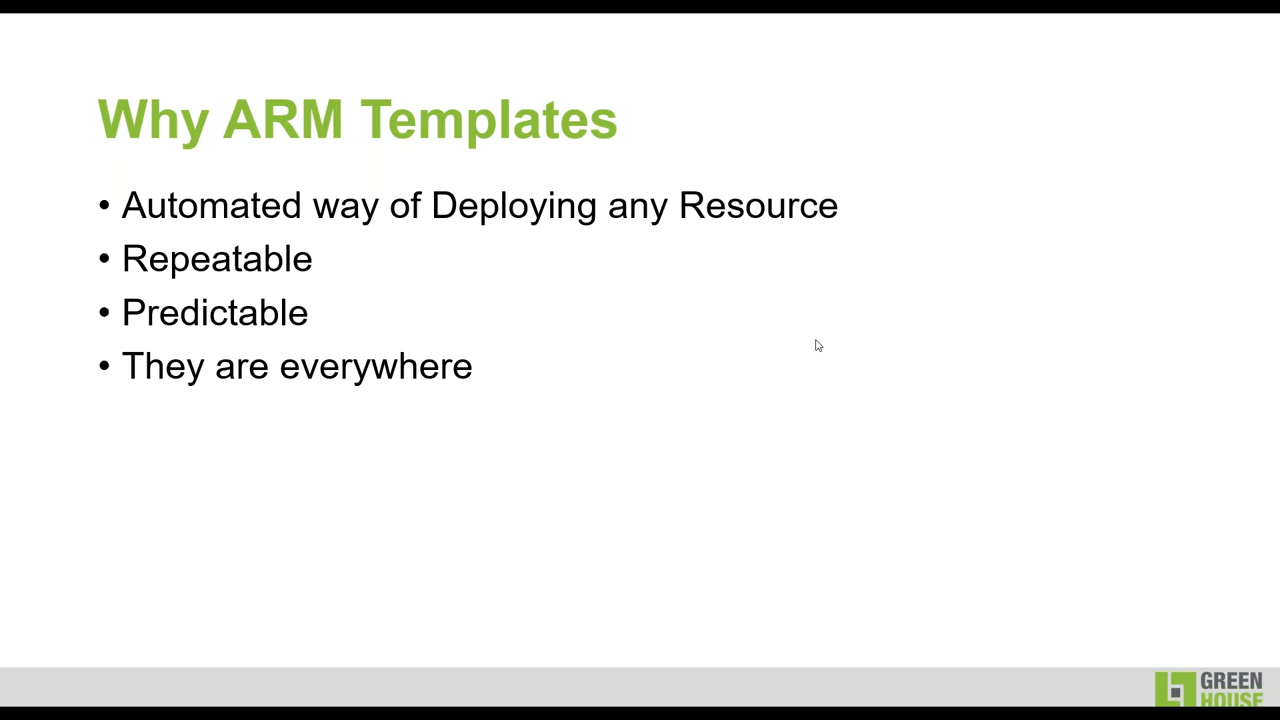 Why ARM Templates
• Automated way of Deploying any Resource
• Repeatable
• Predictable
• They are everywhere
GREEN
HOUSE